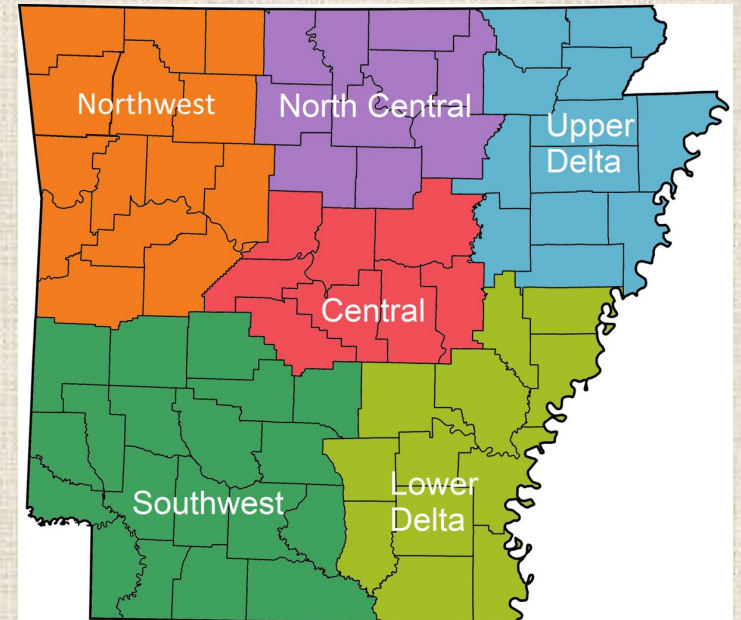 Northwest
North Central
Upper
Delta
Central
Southwest
Lower
Delta